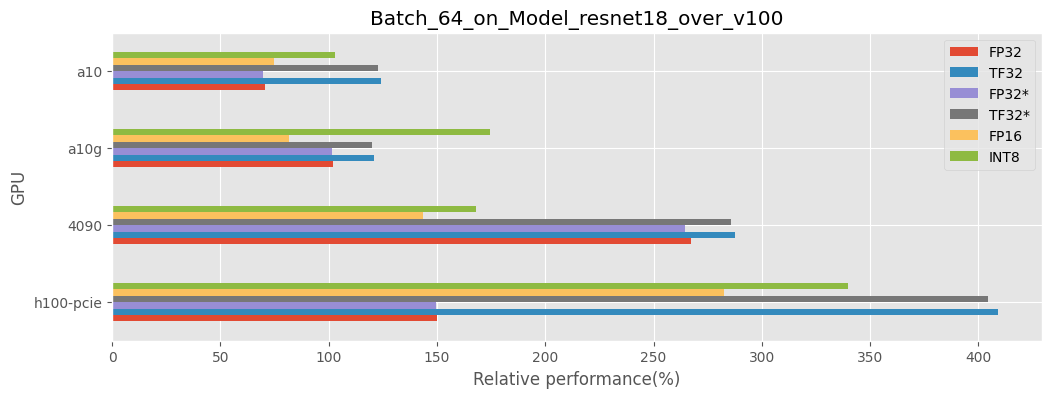 Batch_64_on_Model_resnet18_over_v100
FP32
TF32
FP32*
TF32*
FP16
INT8
GPU
a10
a10g
4090
h100-pcie
0 50 100 150 200 250 300 350 400
Relative performance(%)